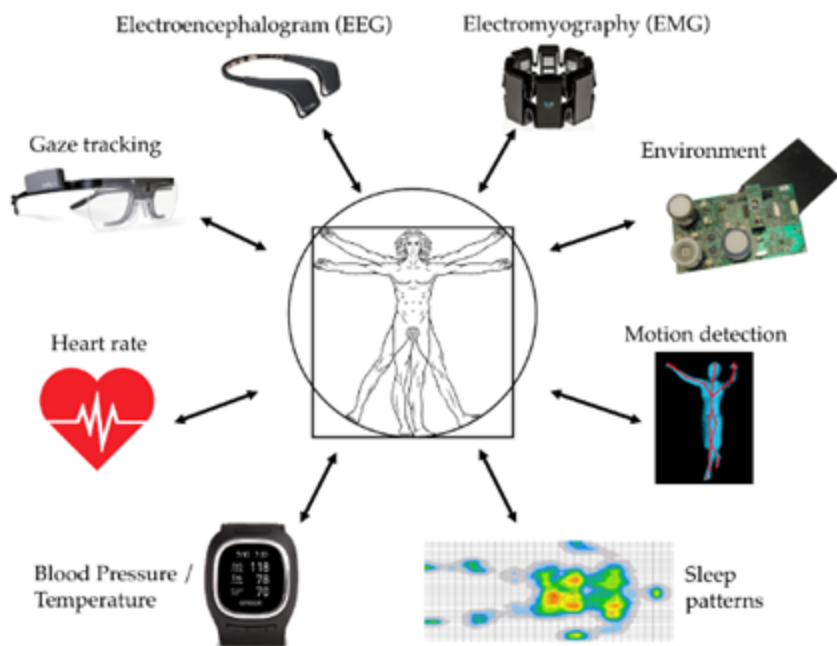 Electroencephalogram (EEG)
Electromyography (EMG)
Gaze tracking
Environment
Heart rate
Motion detection
Blood Pressure /
Temperature
118
78
70
Sleep
patterns